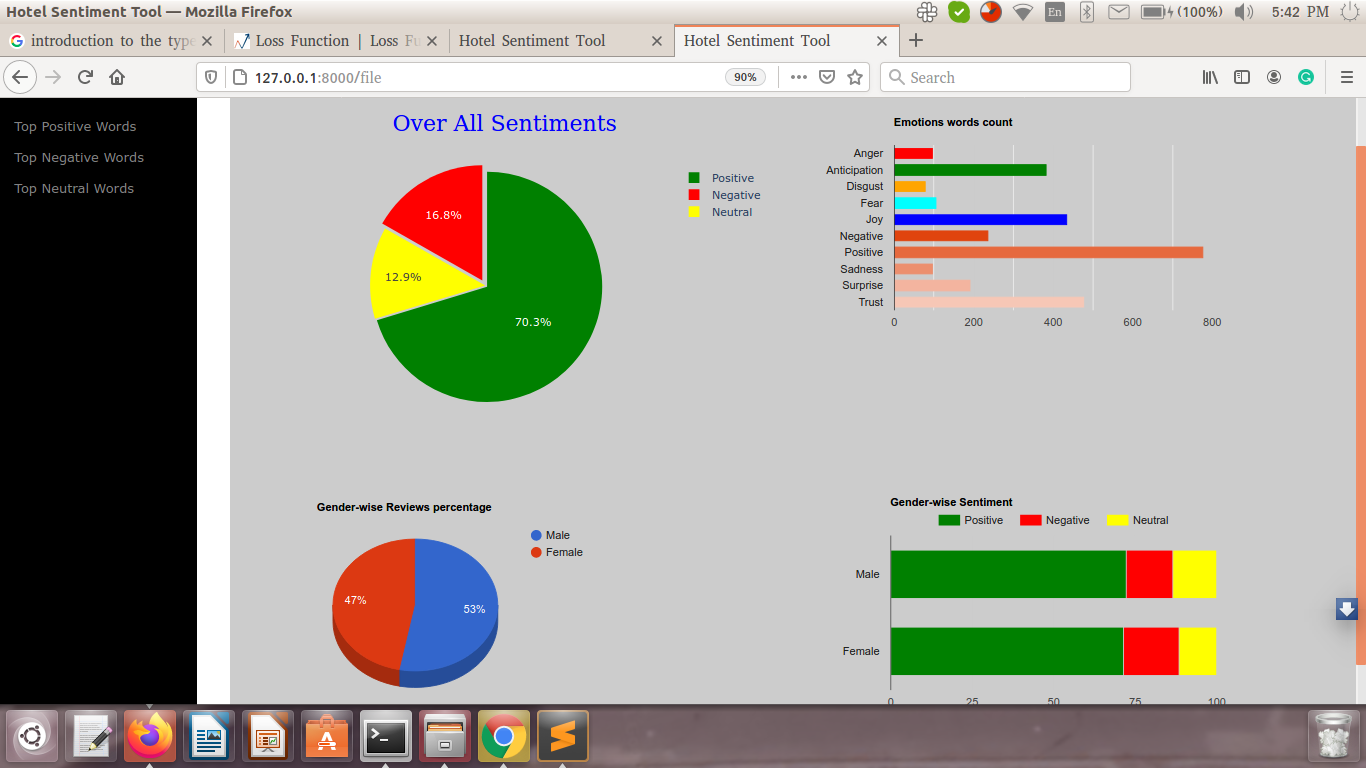 Hotel Sentiment Tool — Mozilla Firefox
En
(100%)
5:42 PM
introduction to the type
Loss Function | Loss Fu
Hotel Sentiment Tool
Hotel Sentiment Tool
127.0.0.1:8000/file
90%
Search
Top Positive Words
Top Negative Words
Top Neutral Words
Over All Sentiments
16.8%
12.9%
70.3%
Positive
Negative
Neutral
Emotions words count
Anger
Anticipation
Disgust
Fear
Joy
Negative
Positive
Sadness
Surprise
Trust
0 200 400 600 800
Gender-wise Reviews percentage
Male
Female
47%
53%
Gender-wise Sentiment
Positive Negative Neutral
Male
Female
0 25 50 75 100